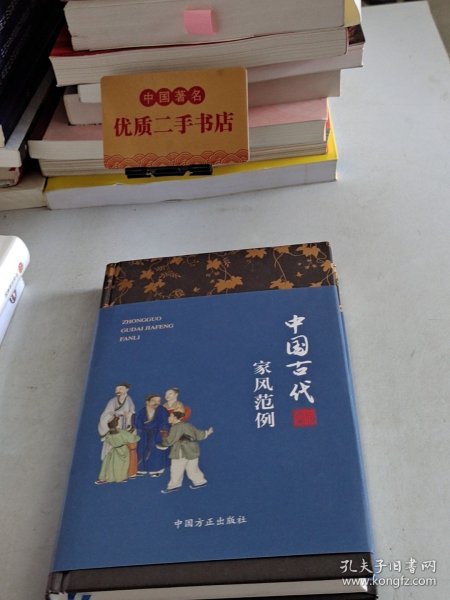 中国著名
优质二手书店
ZHONGGUO
GUDAI JIAFENG
FANLI
中国古代
家风范例
中国方正出版社
孔夫子旧书网
www.kongfz.com